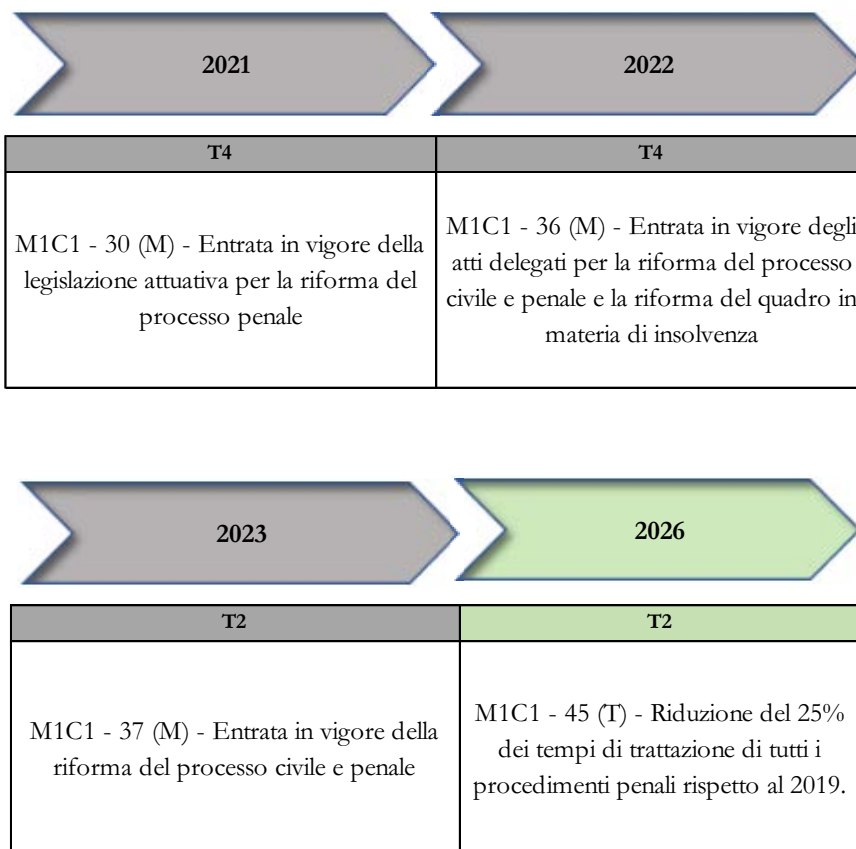 2021
2022
T4
T4
M1C1 - 30 (M) - Entrata in vigore della
legislazione attuativa per la riforma del
processo penale
M1C1 - 36 (M) - Entrata in vigore degli
atti delegati per la riforma del processo
civile e penale e la riforma del quadro in
materia di insolvenza
2023
2026
T2
T2
M1C1 - 37 (M) - Entrata in vigore della
riforma del processo civile e penale
M1C1 - 45 (T) - Riduzione del 25%
dei tempi di trattazione di tutti i
procedimenti penali rispetto al 2019.